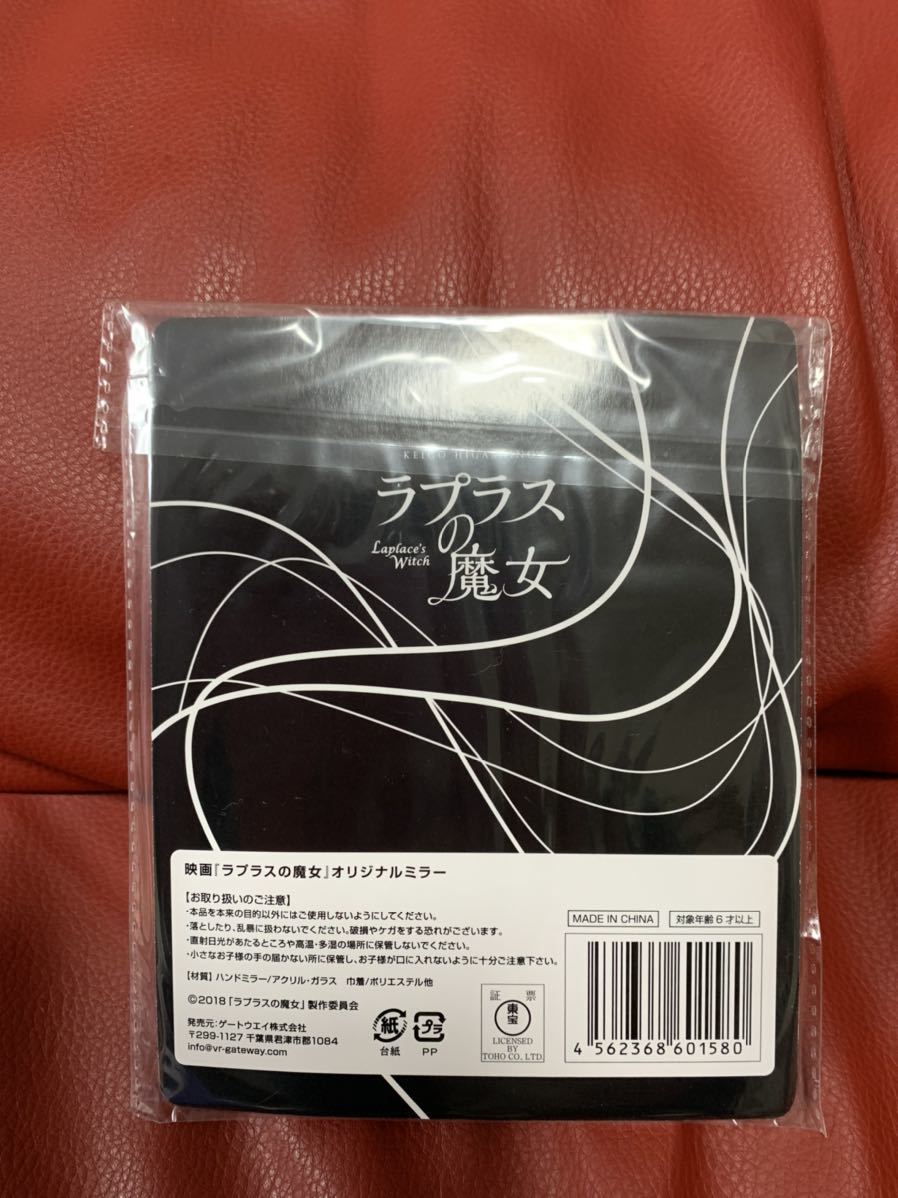 KEIGO HIGASHINO
ラプラス
の
Laplace's
Witch
魔女
映画『ラプラスの魔女』オリジナルミラー
【お取り扱いのご注意】
・本品を本来の目的以外にはご使用しないようにしてください。
・落としたり、乱暴に扱わないでください。破損やケガをする恐れがございます。
・直射日光があたるところや高温・多湿の場所に保管しないでください。
・小さなお子様の手の届かない所に保管し、お子様が口に入れないように十分ご注意下さい。
【材質】 ハンドミラー/アクリル・ガラス 巾着/ポリエステル他
©2018「ラプラスの魔女」製作委員会
発売元:ゲートウエイ株式会社
〒299-1127 千葉県君津市郡1084
info@vr-gateway.com
紙
台紙
プラ
PP
証 票
東宝
LICENSED
BY
TOHO CO., LTD.
MADE IN CHINA
対象年齢6才以上
4 562368 601580